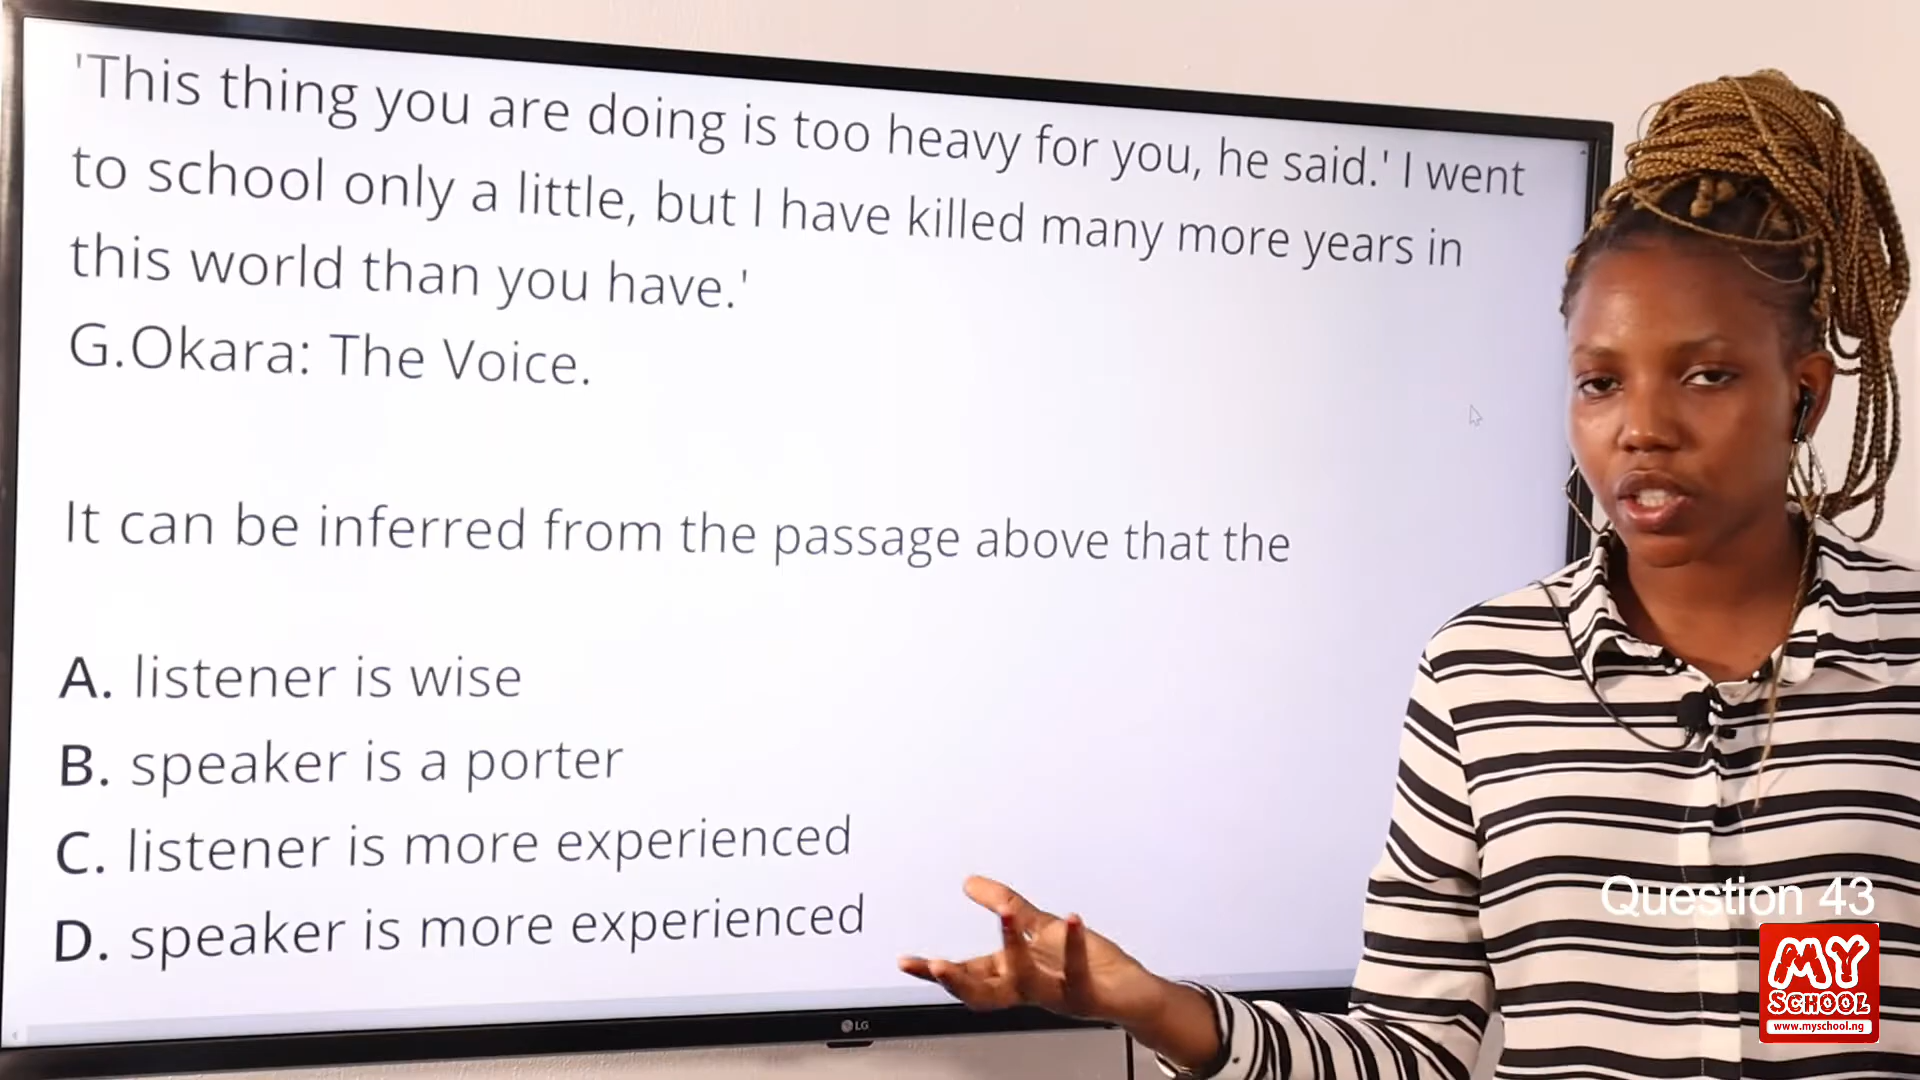 'This thing you are doing is too heavy for you, he said.' I went
to school only a little, but I have killed many more years in
this world than you have.'
G.Okara: The Voice.
It can be inferred from the passage above that the
A. listener is wise
B. speaker is a porter
C. listener is more experienced
D. speaker is more experienced
LG
Question 43
MY
SCHOOL
www.myschool.ng